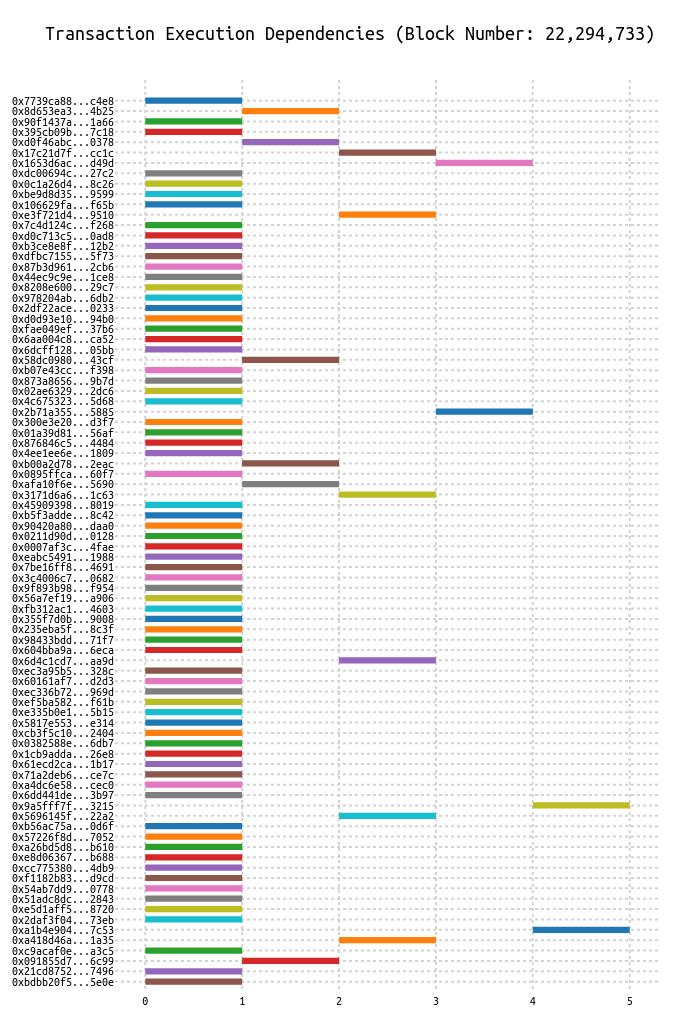 Transaction Execution Dependencies (Block Number: 22,294,733)
0x7739ca88...c4e8
0x8d653ea3...4b25
0x90f1437a...1a66
0x395cb09b...7c18
0xd0f46abc...0378
0x17c21d7f...cc1c
0x1653d6ac...d49d
0xdc00694c...27c2
0x0c1a26d4...8c26
0xbe9d8d35...9599
0x106629fa...f65b
0xe3f721d4...9510
0x7c4d124c...f268
0xd0c713c5...0ad8
0xb3ce8e8f...12b2
0xdfbc7155...5f73
0x87b3d961...2cb6
0x44ec9c9e...1ce8
0x8208e600...29c7
0x978204ab...6db2
0x2df22ace...0233
0xd0d93e10...94b0
0xfae049ef...37b6
0x6aa004c8...ca52
0x6dcff128...05bb
0x58dc0980...43cf
0xb07e43cc...f398
0x873a8656...9b7d
0x02ae6329...2dc6
0x4c675323...5d68
0x2b71a355...5885
0x300e3e20...d3f7
0x01a39d81...56af
0x876846c5...4484
0x4ee1ee6e...1809
0xb00a2d78...2eac
0x0895ffca...60f7
0xafa10f6e...5690
0x3171d6a6...1c63
0x45909398...8019
0xb5f3adde...8c42
0x90420a80...daa0
0x0211d90d...0128
0x0007af3c...4fae
0xeabc5491...1988
0x7be16ff8...4691
0x3c4006c7...0682
0x9f893b98...f954
0x56a7ef19...a906
0xfb312ac1...4603
0x355f7d0b...9008
0x235eba5f...8c3f
0x98433bdd...71f7
0x604bba9a...6eca
0x6d4c1cd7...aa9d
0xec3a95b5...328c
0x60161af7...d2d3
0xec336b72...969d
0xef5ba582...f61b
0xe335b0e1...5b15
0x5817e553...e314
0xcb3f5c10...2404
0x0382588e...6db7
0x1cb9adda...26e8
0x61ecd2ca...1b17
0x71a2deb6...ce7c
0xa4dc6e58...cec0
0x6dd441de...3b97
0x9a5fff7f...3215
0x5696145f...22a2
0xb56ac75a...0d6f
0x57226f8d...7052
0xa26bd5d8...b610
0xe8d06367...b688
0xcc775380...4db9
0xf1182b83...d9cd
0x54ab7dd9...0778
0x51adc8dc...2843
0xe5d1aff5...8720
0x2daf3f04...73eb
0xa1b4e904...7c53
0xa418d46a...1a35
0xc9acaf0e...a3c5
0x091855d7...6c99
0x21cd8752...7496
0xbdbb20f5...5e0e
0 1 2 3 4 5